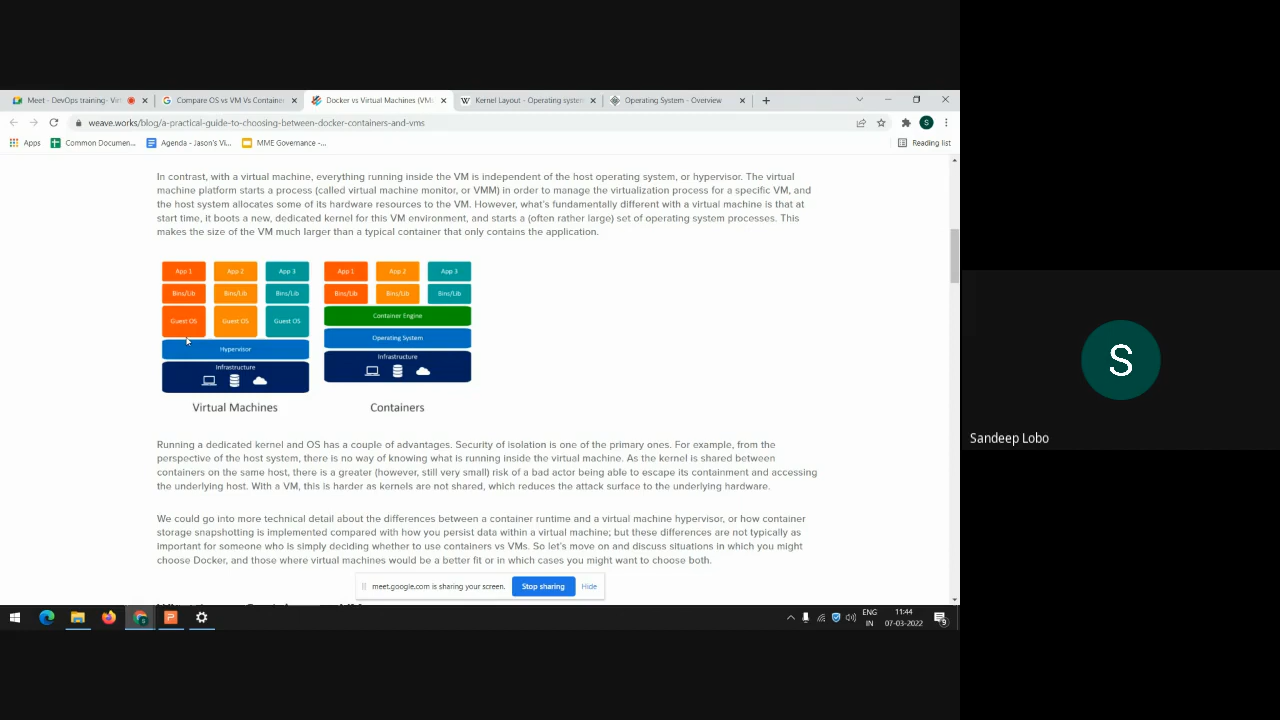 Meet - DevOps training- Vir
Compare OS vs VM Vs Container
Docker vs Virtual Machines (VM
Kernel Layout - Operating system
Operating System - Overview
weave.works/blog/a-practical-guide-to-choosing-between-docker-containers-and-vms
S
Apps
Common Documen...
Agenda - Jason's Vi...
MME Governance -...
Reading list
In contrast, with a virtual machine, everything running inside the VM is independent of the host operating system, or hypervisor. The virtual
machine platform starts a process (called virtual machine monitor, or VMM) in order to manage the virtualization process for a specific VM, and
the host system allocates some of its hardware resources to the VM. However, what's fundamentally different with a virtual machine is that at
start time, it boots a new, dedicated kernel for this VM environment, and starts a (often rather large) set of operating system processes. This
makes the size of the VM much larger than a typical container that only contains the application.
App 1 App 2 App 3
Bins/Lib Bins/Lib Bins/Lib
Guest OS Guest OS Guest OS
Hypervisor
Infrastructure
Virtual Machines
App 1 App 2 App 3
Bins/Lib Bins/Lib Bins/Lib
Container Engine
Operating System
Infrastructure
Containers
Running a dedicated kernel and OS has a couple of advantages. Security of isolation is one of the primary ones. For example, from the
perspective of the host system, there is no way of knowing what is running inside the virtual machine. As the kernel is shared between
containers on the same host, there is a greater (however, still very small) risk of a bad actor being able to escape its containment and accessing
the underlying host. With a VM, this is harder as kernels are not shared, which reduces the attack surface to the underlying hardware.
We could go into more technical detail about the differences between a container runtime and a virtual machine hypervisor, or how container
storage snapshotting is implemented compared with how you persist data within a virtual machine; but these differences are not typically as
important for someone who is simply deciding whether to use containers vs VMs. So let's move on and discuss situations in which you might
choose Docker, and those where virtual machines would be a better fit or in which cases you might want to choose both.
meet.google.com is sharing your screen.
Stop sharing
Hide
ENG
IN
11:44
07-03-2022
9
S
Sandeep Lobo